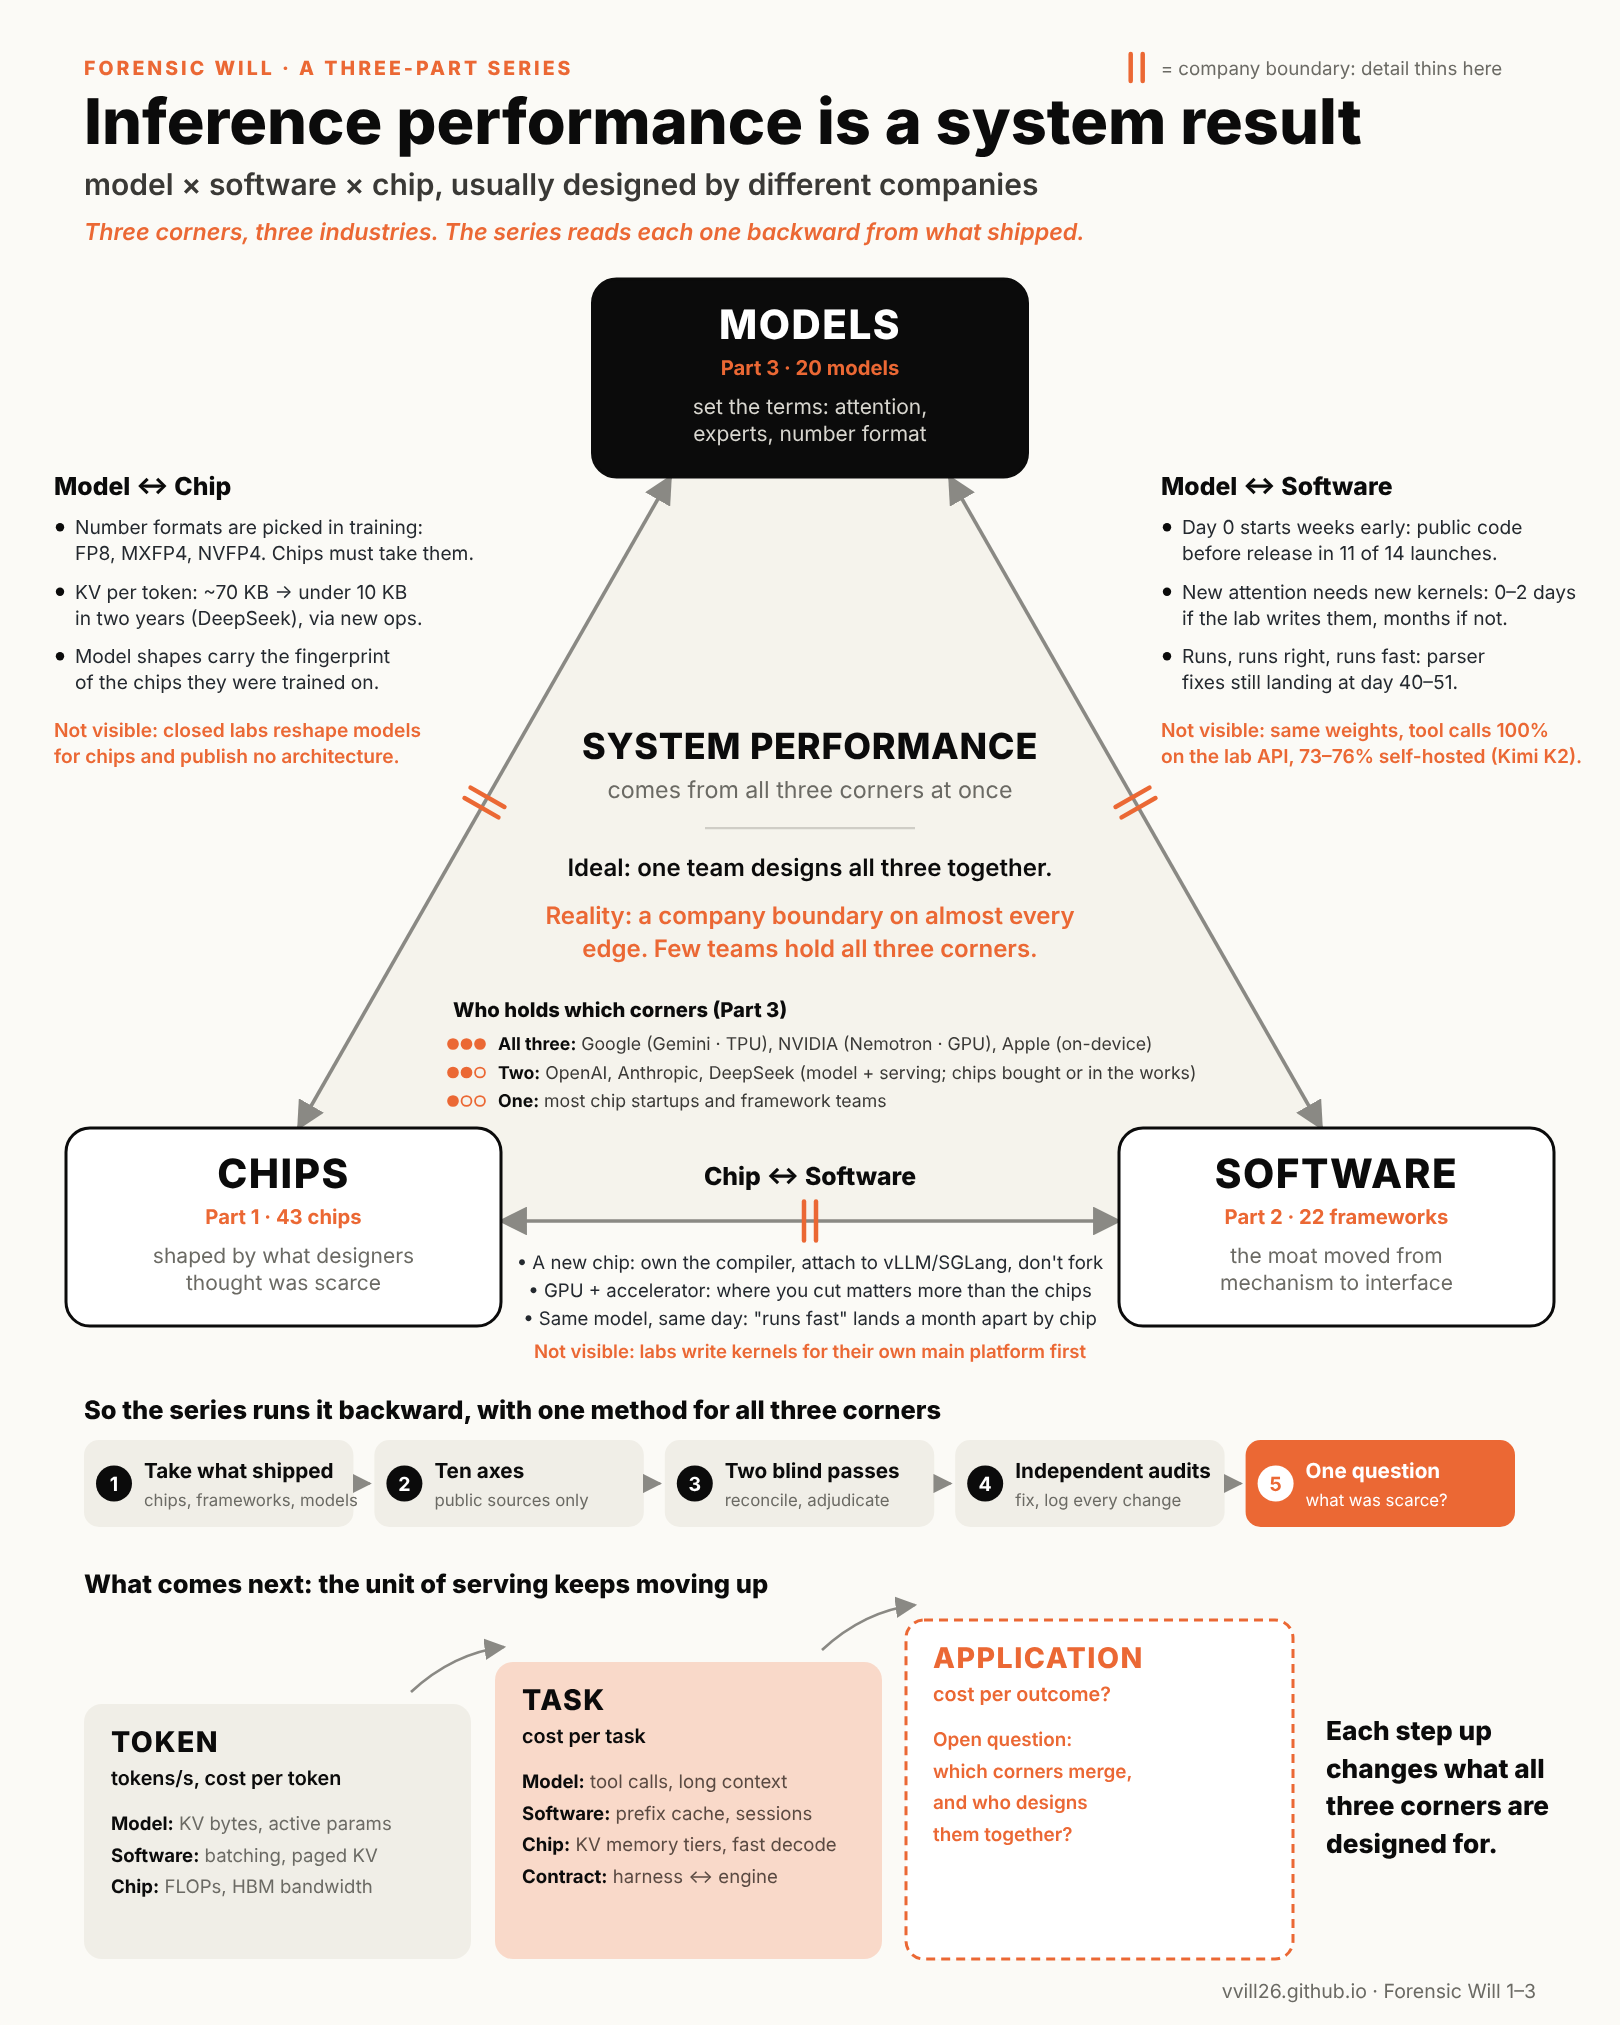 FORENSIC WILL · A THREE-PART SERIES
= company boundary: detail thins here
Inference performance is a system result
model × software × chip, usually designed by different companies
Three corners, three industries. The series reads each one backward from what shipped.
MODELS
Part 3 · 20 models
set the terms: attention,
experts, number format
Model ↔ Chip
• Number formats are picked in training:
FP8, MXFP4, NVFP4. Chips must take them.
• KV per token: ~70 KB → under 10 KB
in two years (DeepSeek), via new ops.
• Model shapes carry the fingerprint
of the chips they were trained on.
Not visible: closed labs reshape models
for chips and publish no architecture.
Model ↔ Software
• Day 0 starts weeks early: public code
before release in 11 of 14 launches.
• New attention needs new kernels: 0–2 days
if the lab writes them, months if not.
• Runs, runs right, runs fast: parser
fixes still landing at day 40–51.
Not visible: same weights, tool calls 100%
on the lab API, 73–76% self-hosted (Kimi K2).
SYSTEM PERFORMANCE
comes from all three corners at once
Ideal: one team designs all three together.
Reality: a company boundary on almost every
edge. Few teams hold all three corners.
Who holds which corners (Part 3)
All three: Google (Gemini · TPU), NVIDIA (Nemotron · GPU), Apple (on-device)
Two: OpenAI, Anthropic, DeepSeek (model + serving; chips bought or in the works)
One: most chip startups and framework teams
CHIPS
Part 1 · 43 chips
shaped by what designers
thought was scarce
Chip ↔ Software
• A new chip: own the compiler, attach to vLLM/SGLang, don't fork
• GPU + accelerator: where you cut matters more than the chips
• Same model, same day: "runs fast" lands a month apart by chip
Not visible: labs write kernels for their own main platform first
SOFTWARE
Part 2 · 22 frameworks
the moat moved from
mechanism to interface
So the series runs it backward, with one method for all three corners
1 Take what shipped
chips, frameworks, models
2 Ten axes
public sources only
3 Two blind passes
reconcile, adjudicate
4 Independent audits
fix, log every change
5 One question
what was scarce?
What comes next: the unit of serving keeps moving up
TOKEN
tokens/s, cost per token
Model: KV bytes, active params
Software: batching, paged KV
Chip: FLOPs, HBM bandwidth
TASK
cost per task
Model: tool calls, long context
Software: prefix cache, sessions
Chip: KV memory tiers, fast decode
Contract: harness ↔ engine
APPLICATION
cost per outcome?
Open question:
which corners merge,
and who designs
them together?
Each step up
changes what all
three corners are
designed for.
vvill26.github.io · Forensic Will 1–3